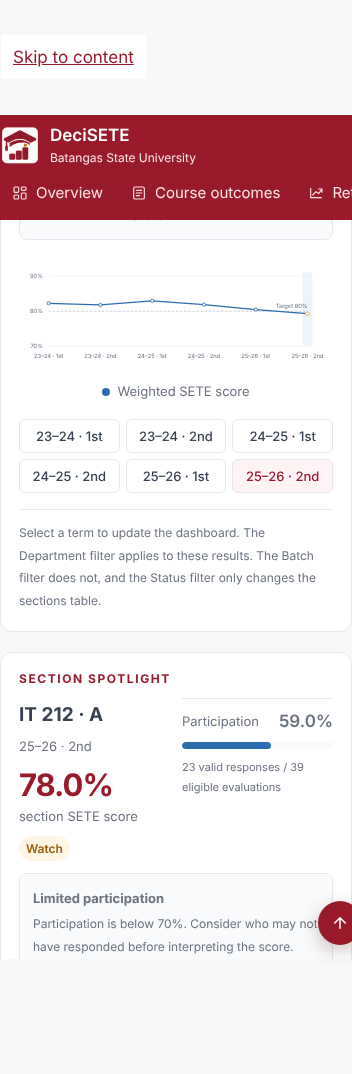 Skip to content
DeciSETE
Batangas State University
Overview
Course outcomes
Re
90%
Target 80%
80%
70%
23–24 · 1st
23–24 · 2nd
24–25 · 1st
24–25 · 2nd
25–26 · 1st
25–26 · 2nd
Weighted SETE score
23–24 · 1st
23–24 · 2nd
24–25 · 1st
24–25 · 2nd
25–26 · 1st
25–26 · 2nd
Select a term to update the dashboard. The
Department filter applies to these results. The Batch
filter does not, and the Status filter only changes the
sections table.
SECTION SPOTLIGHT
IT 212 · A
25–26 · 2nd
78.0%
section SETE score
Watch
Participation 59.0%
23 valid responses / 39
eligible evaluations
Limited participation
Participation is below 70%. Consider who may not
have responded before interpreting the score.